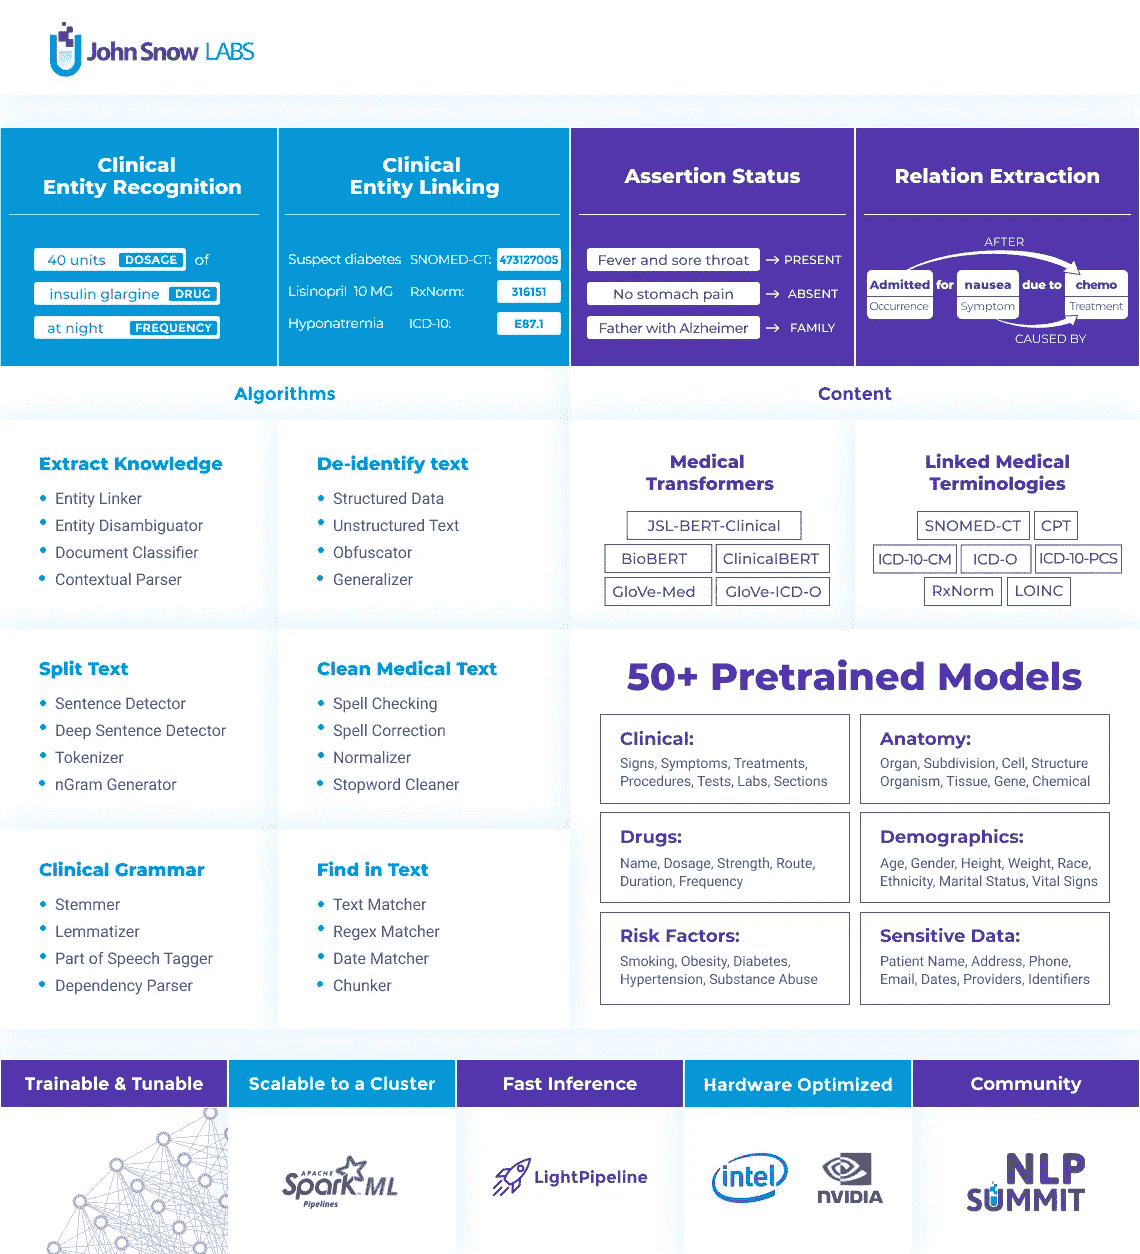 John Snow LABS
Clinical
Entity Recognition
40 units DOSAGE of
insulin glargine DRUG
at night FREQUENCY
Clinical
Entity Linking
Suspect diabetes SNOMED-CT: 473127005
Lisinopril 10 MG RxNorm: 316151
Hyponatremia ICD-10: E87.1
Assertion Status
Fever and sore throat → PRESENT
No stomach pain → ABSENT
Father with Alzheimer → FAMILY
Relation Extraction
AFTER
Admitted for nausea due to chemo
Occurrence Symptom Treatment
CAUSED BY
Algorithms
Content
Extract Knowledge
• Entity Linker
• Entity Disambiguator
• Document Classifier
• Contextual Parser
De-identify text
• Structured Data
• Unstructured Text
• Obfuscator
• Generalizer
Medical
Transformers
JSL-BERT-Clinical
BioBERT ClinicalBERT
GloVe-Med GloVe-ICD-O
Linked Medical
Terminologies
SNOMED-CT CPT
ICD-10-CM ICD-O ICD-10-PCS
RxNorm LOINC
Split Text
• Sentence Detector
• Deep Sentence Detector
• Tokenizer
• nGram Generator
Clean Medical Text
• Spell Checking
• Spell Correction
• Normalizer
• Stopword Cleaner
Clinical Grammar
• Stemmer
• Lemmatizer
• Part of Speech Tagger
• Dependency Parser
Find in Text
• Text Matcher
• Regex Matcher
• Date Matcher
• Chunker
50+ Pretrained Models
Clinical:
Signs, Symptoms, Treatments,
Procedures, Tests, Labs, Sections
Anatomy:
Organ, Subdivision, Cell, Structure
Organism, Tissue, Gene, Chemical
Drugs:
Name, Dosage, Strength, Route,
Duration, Frequency
Demographics:
Age, Gender, Height, Weight, Race,
Ethnicity, Marital Status, Vital Signs
Risk Factors:
Smoking, Obesity, Diabetes,
Hypertension, Substance Abuse
Sensitive Data:
Patient Name, Address, Phone,
Email, Dates, Providers, Identifiers
Trainable & Tunable
Scalable to a Cluster
Fast Inference
Hardware Optimized
Community
APACHE
Spark ML
Pipelines
LightPipeline
intel
NVIDIA
NLP
SUMMIT